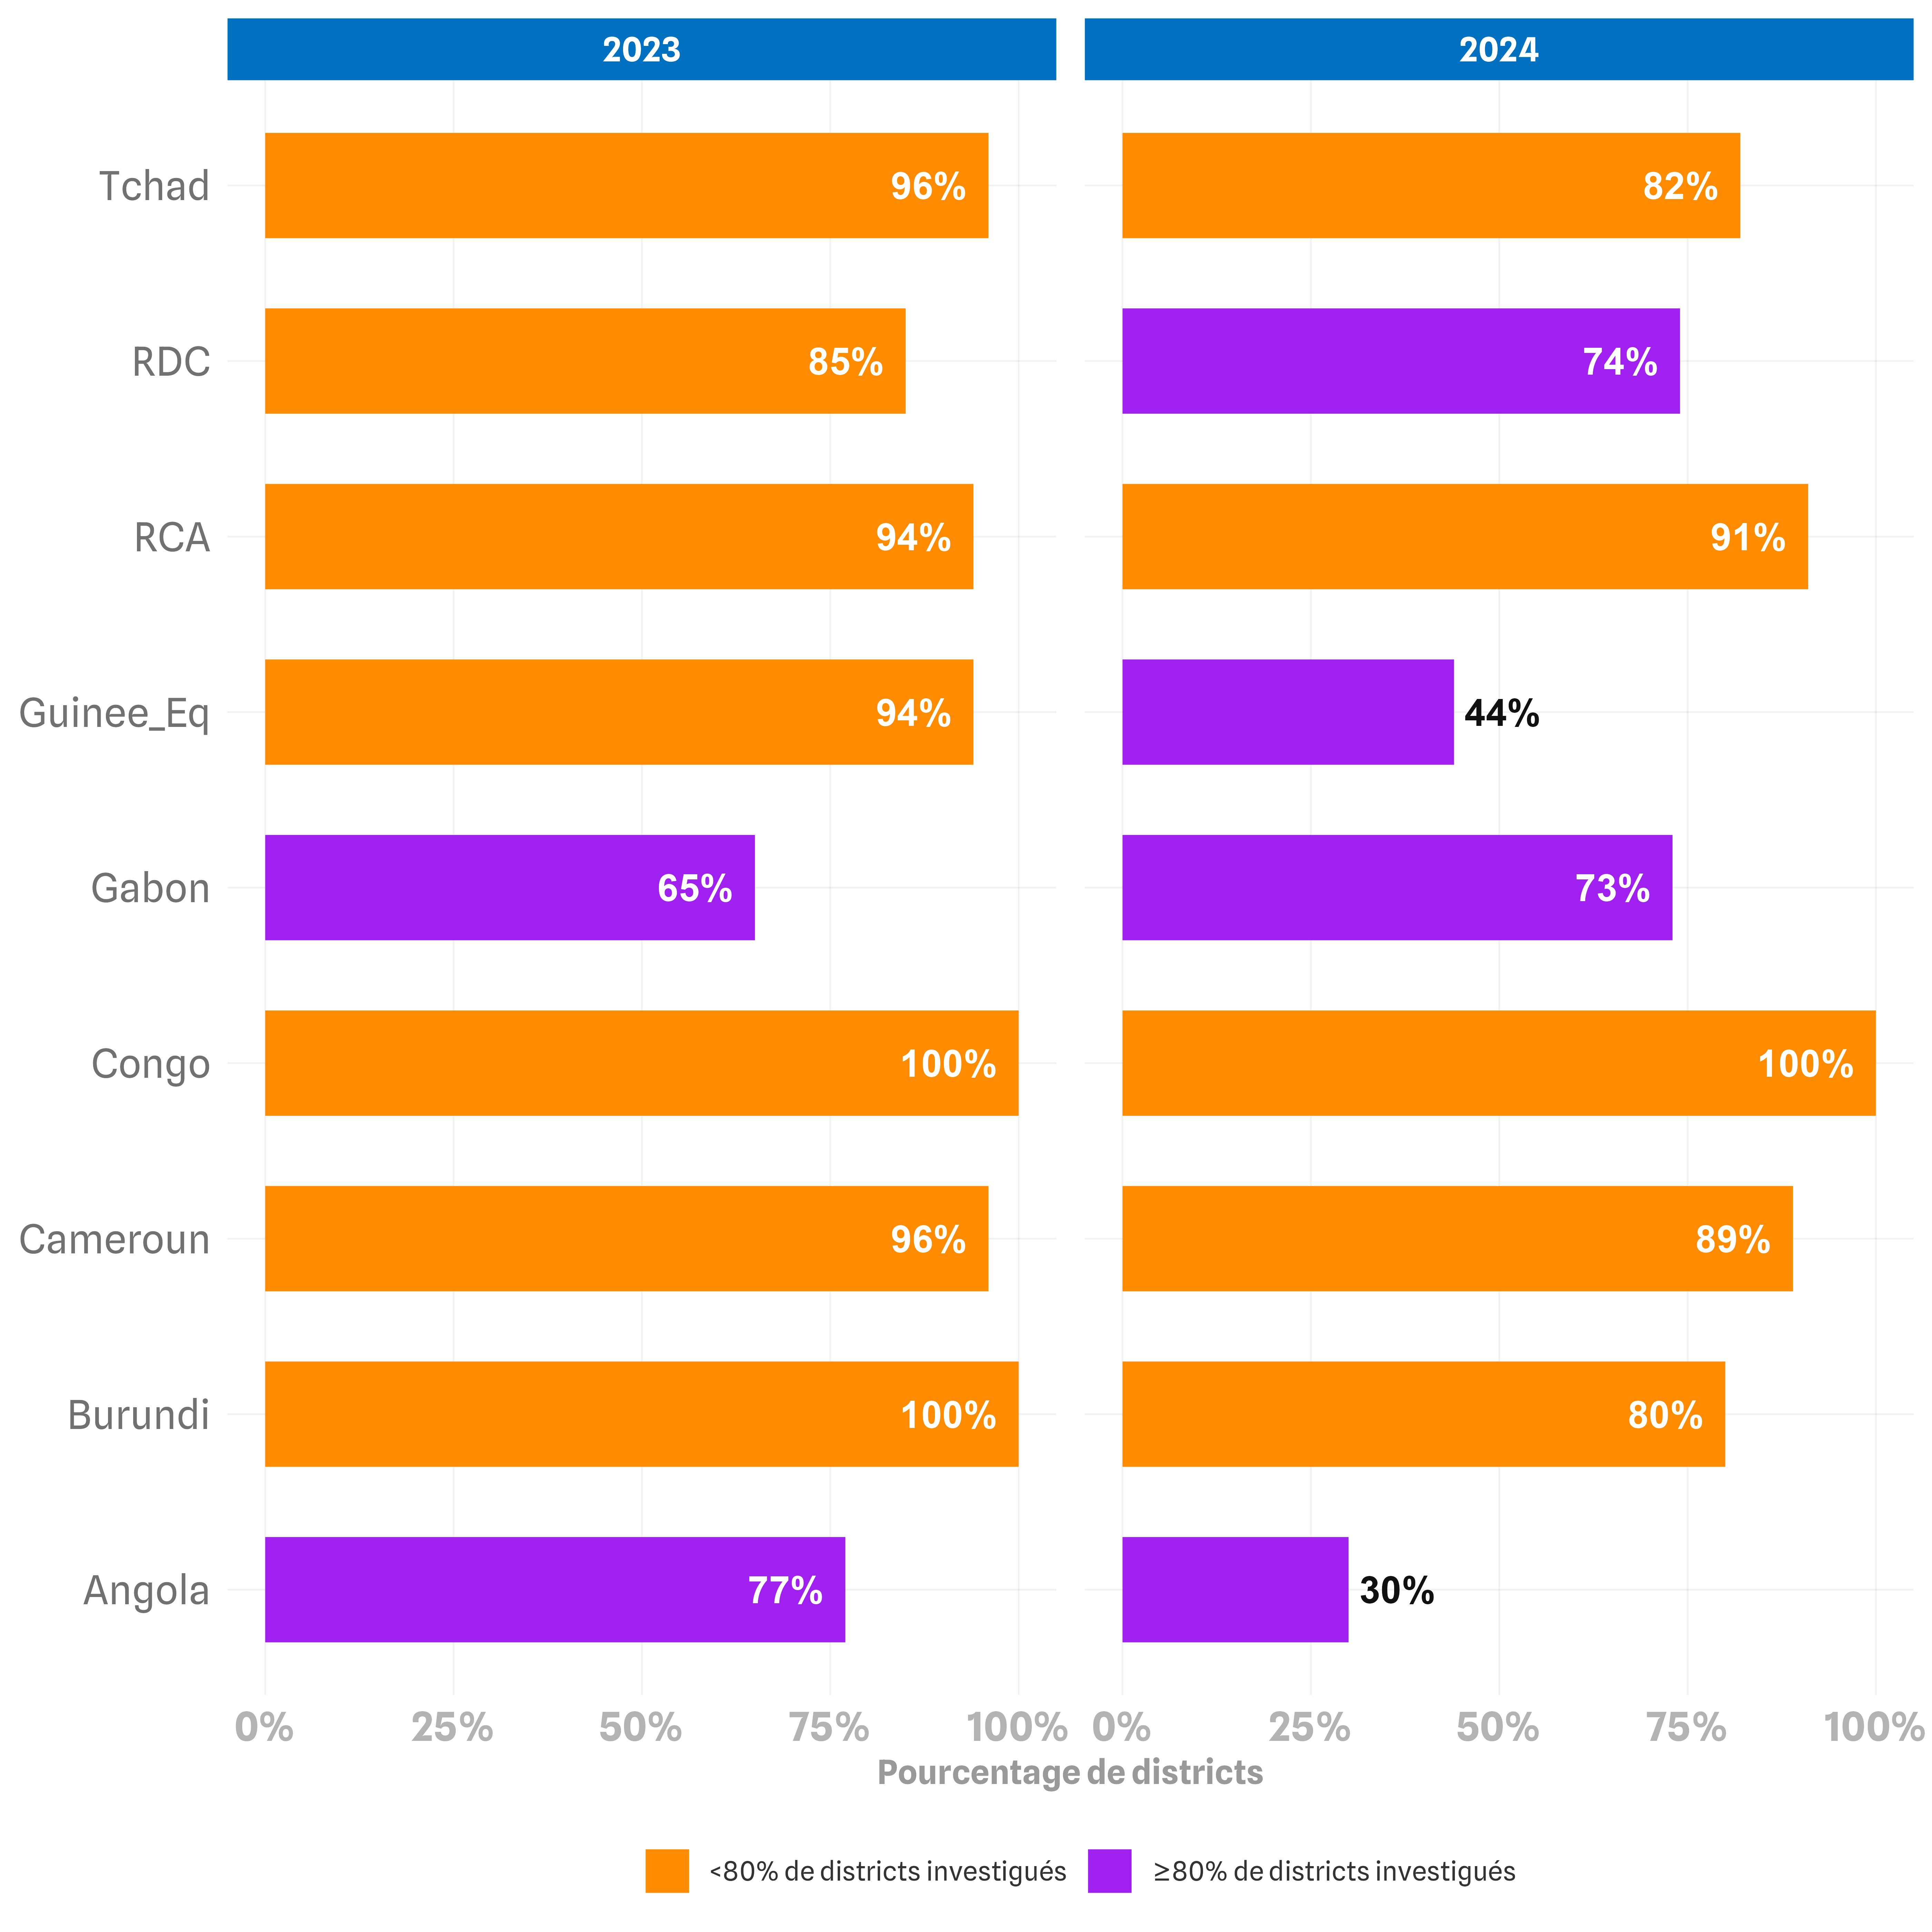 2023 2024
Tchad 96% 82%
RDC 85% 74%
RCA 94% 91%
Guinee_Eq 94% 44%
Gabon 65% 73%
Congo 100% 100%
Cameroun 96% 89%
Burundi 100% 80%
Angola 77% 30%
0% 25% 50% 75% 100% 0% 25% 50% 75% 100%
Pourcentage de districts
<80% de districts investigués ≥80% de districts investigués